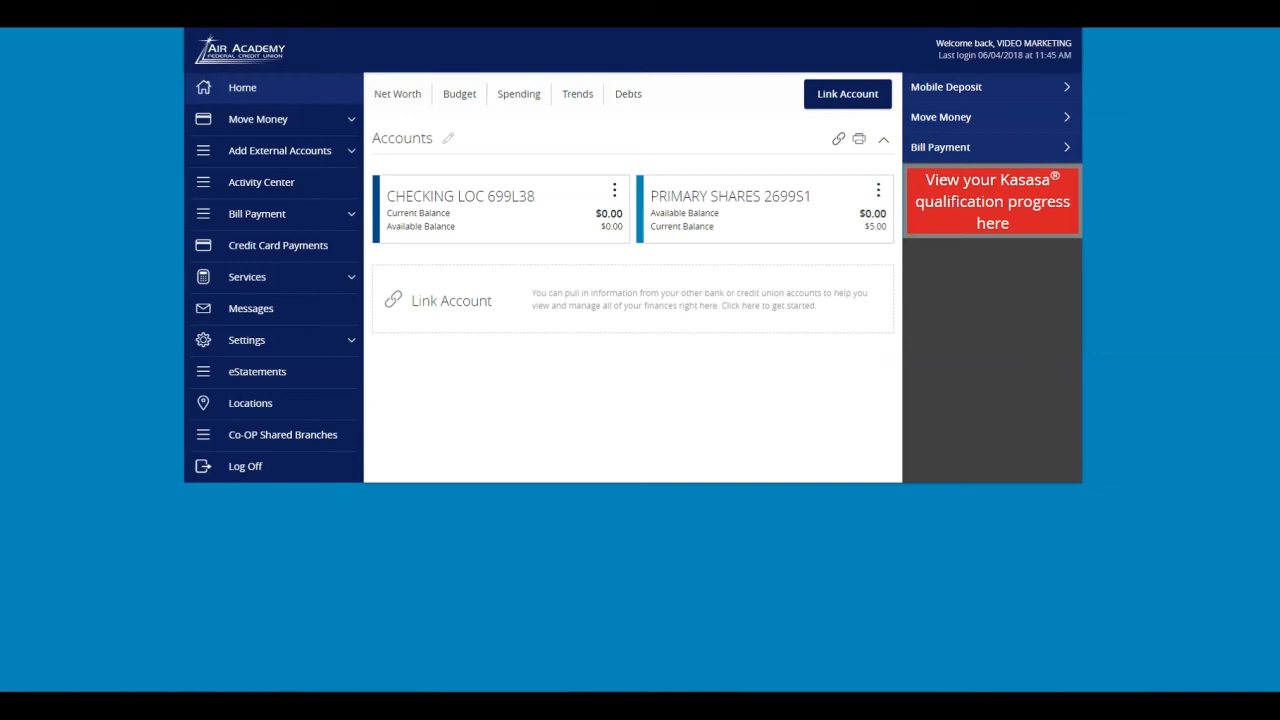 AIR ACADEMY
FEDERAL CREDIT UNION
Welcome back, VIDEO MARKETING
Last login 06/04/2018 at 11:45 AM
Home
Move Money
Add External Accounts
Activity Center
Bill Payment
Credit Card Payments
Services
Messages
Settings
eStatements
Locations
Co-OP Shared Branches
Log Off
Net Worth
Budget
Spending
Trends
Debts
Link Account
Accounts
CHECKING LOC 699L38
Current Balance $0.00
Available Balance $0.00
PRIMARY SHARES 2699S1
Available Balance $0.00
Current Balance $5.00
Link Account
You can pull in information from your other bank or credit union accounts to help you
view and manage all of your finances right here. Click here to get started.
Mobile Deposit
Move Money
Bill Payment
View your Kasasa®
qualification progress
here